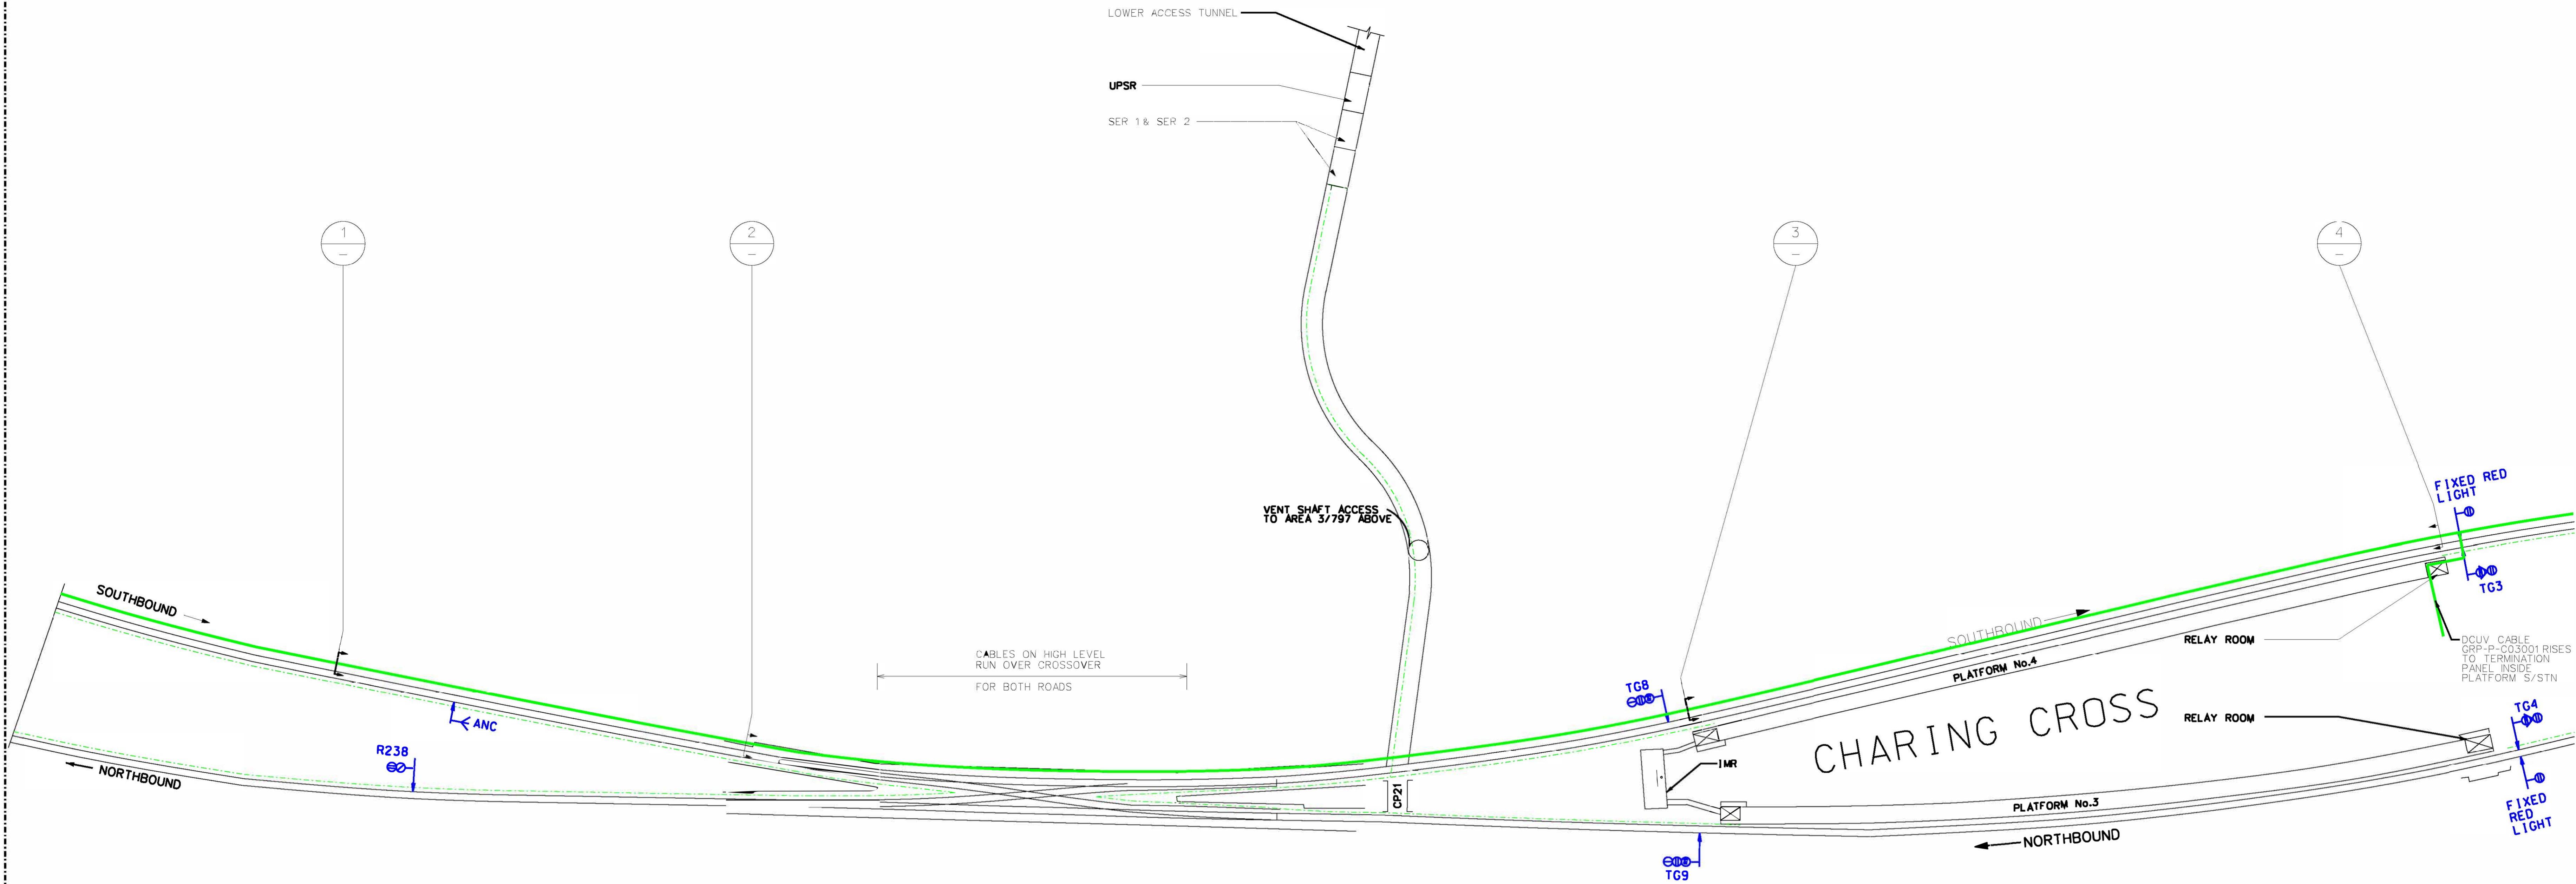 LOWER ACCESS TUNNEL
UPSR
SER 1 & SER 2
1
–
2
–
3
–
4
–
VENT SHAFT ACCESS
TO AREA 3/797 ABOVE
FIXED RED
LIGHT
TG3
SOUTHBOUND
SOUTHBOUND
RELAY ROOM
DCUV CABLE
GRP-P-C03001 RISES
TO TERMINATION
PANEL INSIDE
PLATFORM S/STN
CABLES ON HIGH LEVEL
RUN OVER CROSSOVER
FOR BOTH ROADS
PLATFORM No.4
TG8
ANC
CHARING CROSS
RELAY ROOM
TG4
R238
NORTHBOUND
IMR
CP21
PLATFORM No.3
FIXED
RED
LIGHT
NORTHBOUND
TG9